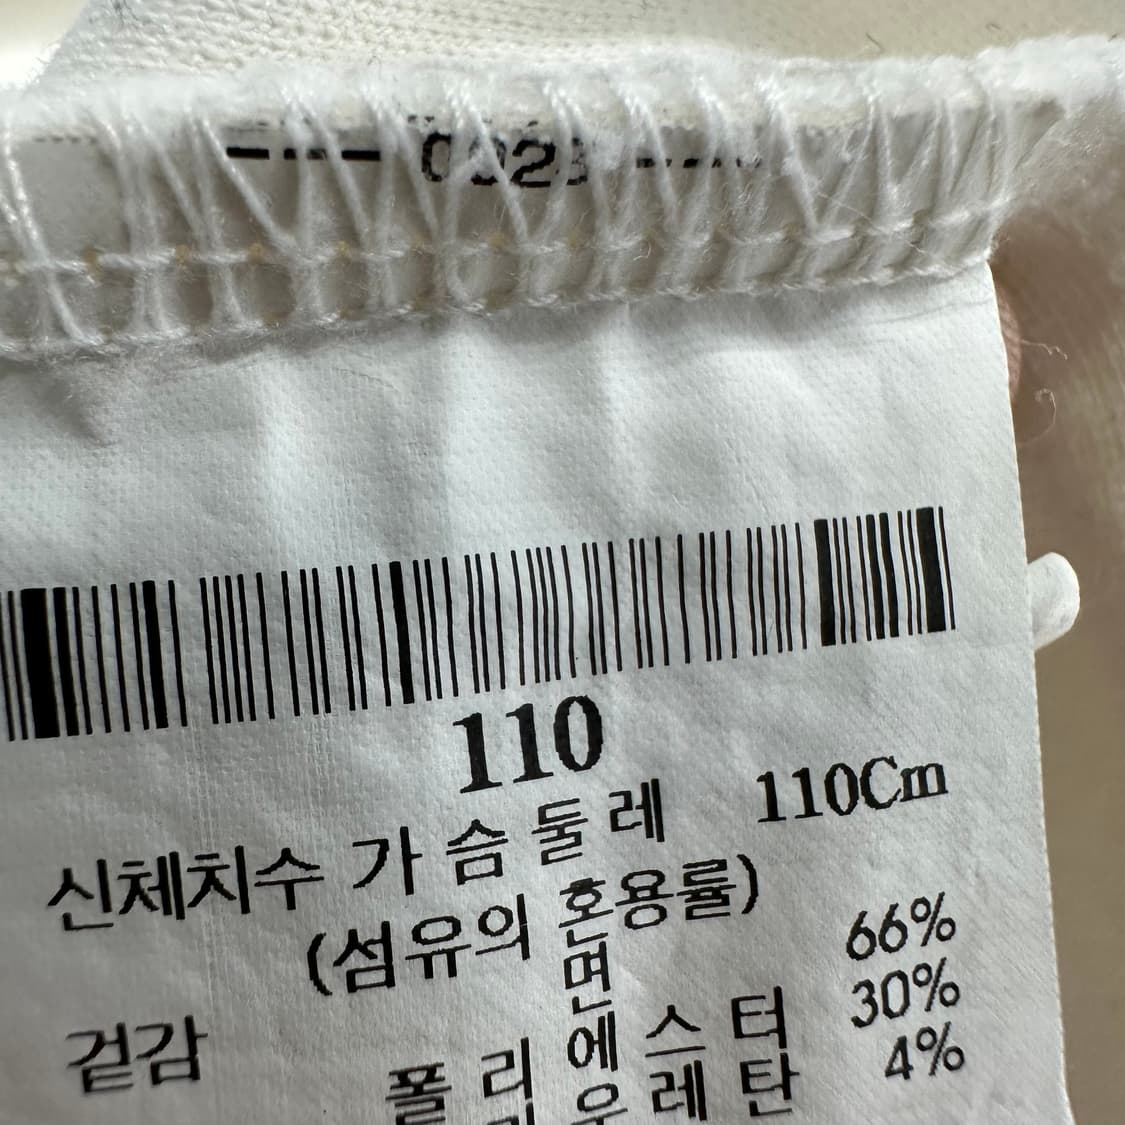 110
신체치수 가슴둘레 110Cm
(섬유의 혼용률)
면 66%
겉감 폴리에스터 30%
우레탄 4%